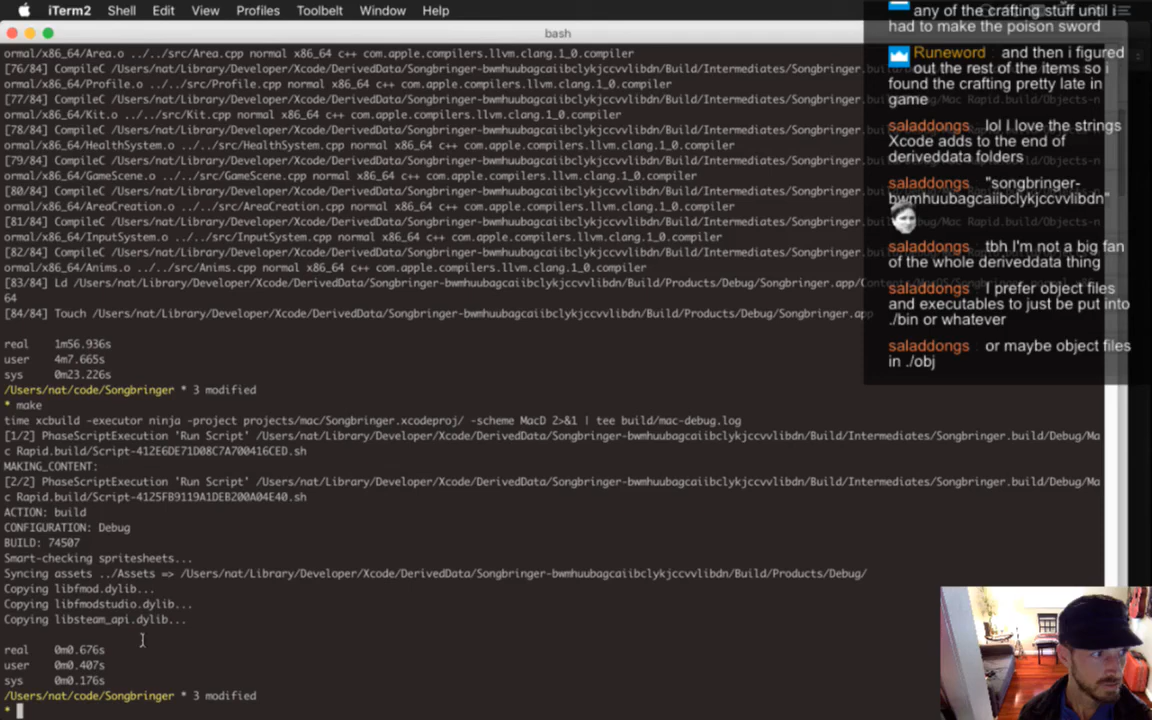 iTerm2 Shell Edit View Profiles Toolbelt Window Help
bash
ormal/x86_64/Area.o ../../src/Area.cpp normal x86_64 c++ com.apple.compilers.llvm.clang.1_0.compiler
[76/84] CompileC /Users/nat/Library/Developer/Xcode/DerivedData/Songbringer-bwmhuubagcaiibclykjccvvlibdn/Build/Intermediates/Songbringer
ormal/x86_64/Profile.o ../../src/Profile.cpp normal x86_64 c++ com.apple.compilers.llvm.clang.1_0.compiler
[77/84] CompileC /Users/nat/Library/Developer/Xcode/DerivedData/Songbringer-bwmhuubagcaiibclykjccvvlibdn/Build/Intermediates/Songbringer
ormal/x86_64/Kit.o ../../src/Kit.cpp normal x86_64 c++ com.apple.compilers.llvm.clang.1_0.compiler
[78/84] CompileC /Users/nat/Library/Developer/Xcode/DerivedData/Songbringer-bwmhuubagcaiibclykjccvvlibdn/Build/Intermediates/Songbringer
ormal/x86_64/HealthSystem.o ../../src/HealthSystem.cpp normal x86_64 c++ com.apple.compilers.llvm.clang.1_0.compiler
[79/84] CompileC /Users/nat/Library/Developer/Xcode/DerivedData/Songbringer-bwmhuubagcaiibclykjccvvlibdn/Build/Intermediates/Songbringer
ormal/x86_64/GameScene.o ../../src/GameScene.cpp normal x86_64 c++ com.apple.compilers.llvm.clang.1_0.compiler
[80/84] CompileC /Users/nat/Library/Developer/Xcode/DerivedData/Songbringer-bwmhuubagcaiibclykjccvvlibdn/Build/Intermediates/Songbringer
ormal/x86_64/AreaCreation.o ../../src/AreaCreation.cpp normal x86_64 c++ com.apple.compilers.llvm.clang.1_0.compiler
[81/84] CompileC /Users/nat/Library/Developer/Xcode/DerivedData/Songbringer-bwmhuubagcaiibclykjccvvlibdn/Build/Intermediates/Songbringer
ormal/x86_64/InputSystem.o ../../src/InputSystem.cpp normal x86_64 c++ com.apple.compilers.llvm.clang.1_0.compiler
[82/84] CompileC /Users/nat/Library/Developer/Xcode/DerivedData/Songbringer-bwmhuubagcaiibclykjccvvlibdn/Build/Intermediates/Songbringer
ormal/x86_64/Anims.o ../../src/Anims.cpp normal x86_64 c++ com.apple.compilers.llvm.clang.1_0.compiler
[83/84] Ld /Users/nat/Library/Developer/Xcode/DerivedData/Songbringer-bwmhuubagcaiibclykjccvvlibdn/Build/Products/Debug/Songbringer.app/
64
[84/84] Touch /Users/nat/Library/Developer/Xcode/DerivedData/Songbringer-bwmhuubagcaiibclykjccvvlibdn/Build/Products/Debug/Songbringer.app
real 1m56.936s
user 4m7.665s
sys 0m23.226s
/Users/nat/code/Songbringer * 3 modified
* make
time xcbuild -executor ninja -project projects/mac/Songbringer.xcodeproj/ -scheme MacD 2>&1 | tee build/mac-debug.log
[1/2] PhaseScriptExecution 'Run Script' /Users/nat/Library/Developer/Xcode/DerivedData/Songbringer-bwmhuubagcaiibclykjccvvlibdn/Build/Intermediates/Songbringer.build/Debug/Ma
c Rapid.build/Script-412E6DE71D08C7A700416CED.sh
MAKING_CONTENT:
[2/2] PhaseScriptExecution 'Run Script' /Users/nat/Library/Developer/Xcode/DerivedData/Songbringer-bwmhuubagcaiibclykjccvvlibdn/Build/Intermediates/Songbringer.build/Debug/Ma
c Rapid.build/Script-4125FB9119A1DEB200A04E40.sh
ACTION: build
CONFIGURATION: Debug
BUILD: 74507
Smart-checking spritesheets...
Syncing assets ../Assets => /Users/nat/Library/Developer/Xcode/DerivedData/Songbringer-bwmhuubagcaiibclykjccvvlibdn/Build/Products/Debug/
Copying libfmod.dylib...
Copying libfmodstudio.dylib...
Copying libsteam_api.dylib...
real 0m0.676s
user 0m0.407s
sys 0m0.176s
/Users/nat/code/Songbringer * 3 modified
*
any of the crafting stuff until i
had to make the poison sword
Runeword and then i figured
out the rest of the items so i
found the crafting pretty late in
game
saladdongs lol I love the strings
Xcode adds to the end of
deriveddata folders
saladdongs "songbringer-
bwmhuubagcaiibclykjccvvlibdn"
saladdongs tbh I'm not a big fan
of the whole deriveddata thing
saladdongs I prefer object files
and executables to just be put into
./bin or whatever
saladdongs or maybe object files
in ./obj